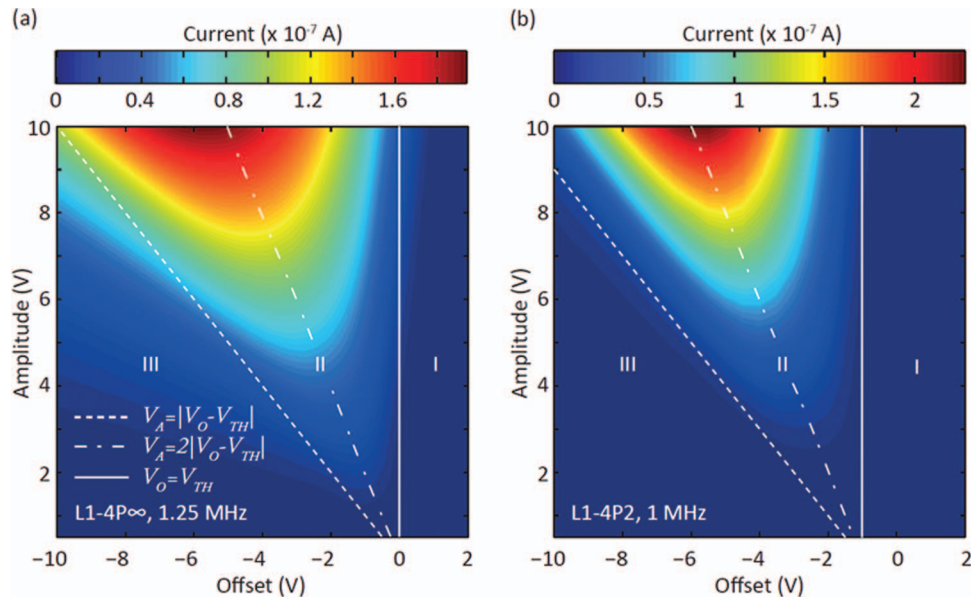 (a)
Current (x 10⁻⁷ A)
0 0.4 0.8 1.2 1.6
Amplitude (V)
10
8
6
4
2
III II I
V_A=|V_O-V_TH|
V_A=2|V_O-V_TH|
V_O=V_TH
L1-4P∞, 1.25 MHz
−10 −8 −6 −4 −2 0 2
Offset (V)
(b)
Current (x 10⁻⁷ A)
0 0.5 1 1.5 2
Amplitude (V)
10
8
6
4
2
III II I
L1-4P2, 1 MHz
−10 −8 −6 −4 −2 0 2
Offset (V)